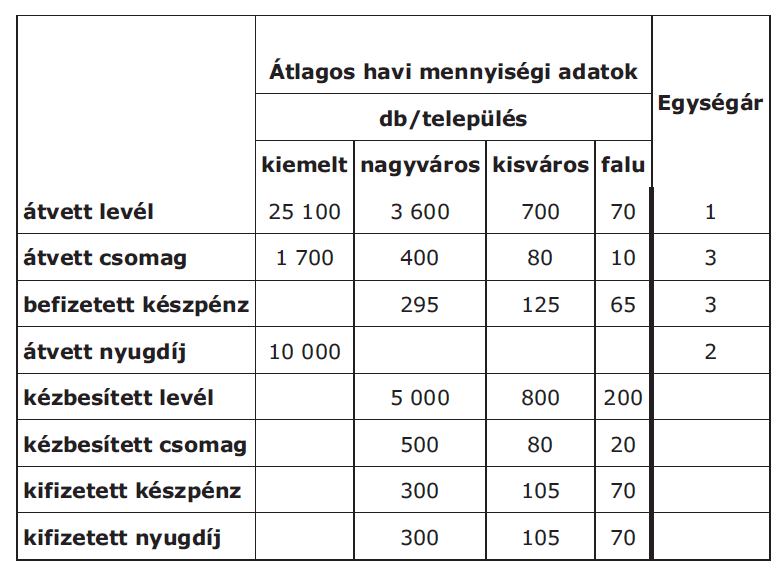 Átlagos havi mennyiségi adatok
Egységár
db/település
kiemelt nagyváros kisváros falu
átvett levél 25 100 3 600 700 70 1
átvett csomag 1 700 400 80 10 3
befizetett készpénz 295 125 65 3
átvett nyugdíj 10 000 2
kézbesített levél 5 000 800 200
kézbesített csomag 500 80 20
kifizetett készpénz 300 105 70
kifizetett nyugdíj 300 105 70